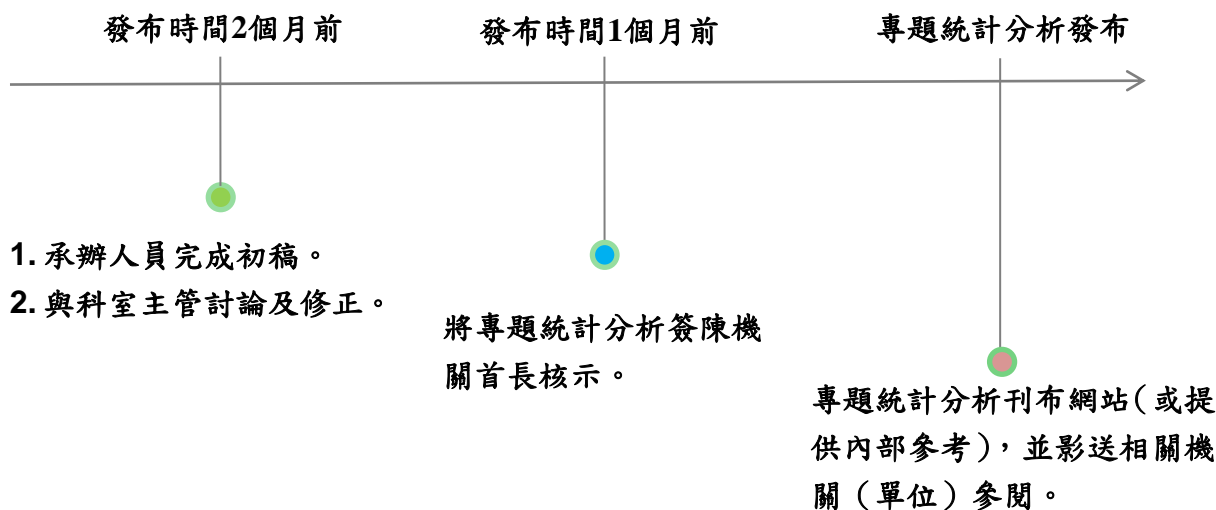 發布時間2個月前
發布時間1個月前
專題統計分析發布
1. 承辦人員完成初稿。
2. 與科室主管討論及修正。
將專題統計分析簽陳機
關首長核示。
專題統計分析刊布網站(或提
供內部參考)，並影送相關機
關（單位）參閱。